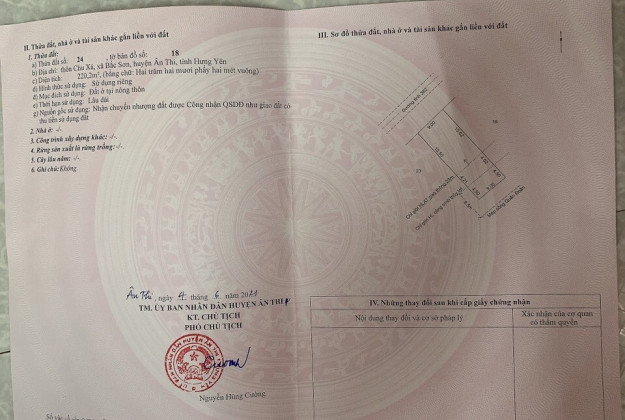 II. Thửa đất, nhà ở và tài sản khác gắn liền với đất
1. Thửa đất:
a) Thửa đất số: 24 , tờ bản đồ số: 18
b) Địa chỉ: thôn Chu Xá, xã Bắc Sơn, huyện Ân Thi, tỉnh Hưng Yên
c) Diện tích: 220,2m², (bằng chữ: Hai trăm hai mươi phẩy hai mét vuông)
d) Hình thức sử dụng: Sử dụng riêng
đ) Mục đích sử dụng: Đất ở tại nông thôn
e) Thời hạn sử dụng: Lâu dài
g) Nguồn gốc sử dụng: Nhận chuyển nhượng đất được Công nhận QSDĐ như giao đất có
thu tiền sử dụng đất
2. Nhà ở: -/-
3. Công trình xây dựng khác: -/-
4. Rừng sản xuất là rừng trồng: -/-
5. Cây lâu năm: -/-
6. Ghi chú: Không
Ân Thi, ngày 4 tháng 6 năm 2021
TM. ỦY BAN NHÂN DÂN HUYỆN ÂN THI
KT. CHỦ TỊCH
PHÓ CHỦ TỊCH
Nguyễn Hùng Cường
III. Sơ đồ thửa đất, nhà ở và tài sản khác gắn liền với đất
Đường
23
IV. Những thay đổi sau khi cấp giấy chứng nhận
Nội dung thay đổi và cơ sở pháp lý
Xác nhận của cơ quan
có thẩm quyền